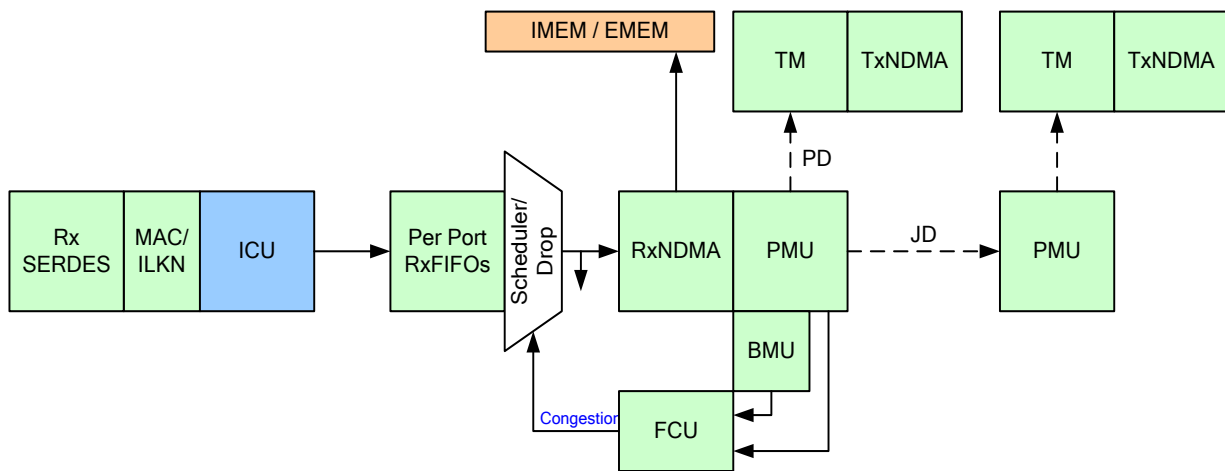 IMEM / EMEM
TM
TxNDMA
TM
TxNDMA
PD
Rx
SERDES
MAC/
ILKN
ICU
Per Port
RxFIFOs
Scheduler/
Drop
RxNDMA
PMU
JD
PMU
BMU
Congestion
FCU